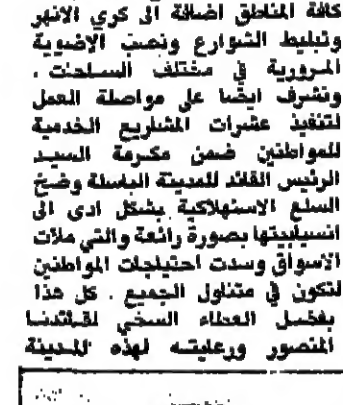 كافة المناطق اضافة الى كري الانهر
وتبليط الشوارع ونصب الاضوية
المرورية في مختلف الساحات .
ونشرف ايضا على مواصلة العمل
لتنفيذ عشرات المشاريع الخدمية
للمواطنين ضمن مكرمة السيد
الرئيس القائد للمدينة الباسلة وضخ
السلع الاستهلاكية بشكل ادى الى
انسيابيتها بصورة رائعة والتي ملات
الاسواق وسدت احتياجات المواطنين
لتكون في متناول الجميع . كل هذا
بفضل العطاء السخي لقائدنا
المنصور ورعايته لهذه المدينة